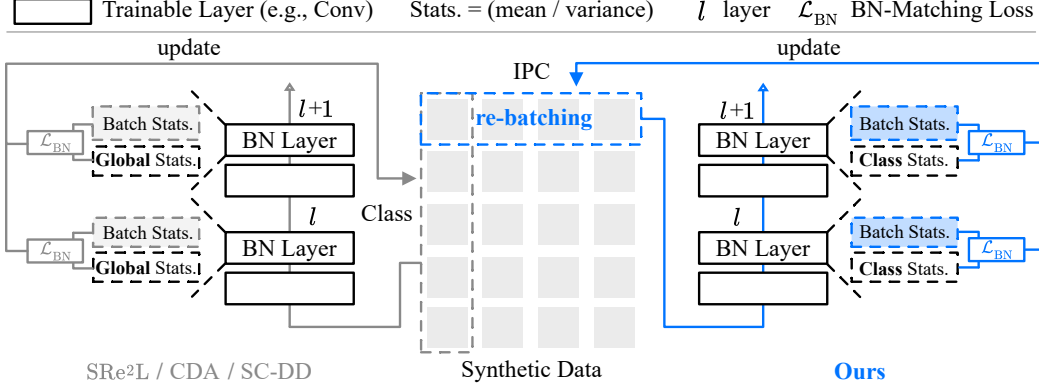 Trainable Layer (e.g., Conv) Stats. = (mean / variance) l layer ℒBN BN-Matching Loss
update IPC update
l+1 l+1
Batch Stats. re-batching Batch Stats.
ℒBN BN Layer BN Layer ℒBN
Global Stats. Class Stats.
Class
l l
Batch Stats. Batch Stats.
ℒBN BN Layer BN Layer ℒBN
Global Stats. Class Stats.
SRe²L / CDA / SC-DD Synthetic Data Ours